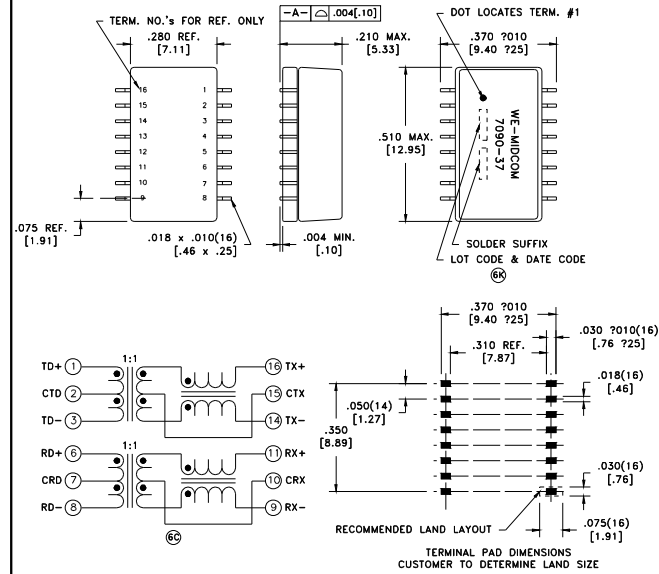 TERM. NO.'s FOR REF. ONLY
.280 REF.
[7.11]
-A- ⌓ .004[.10]
.210 MAX.
[5.33]
DOT LOCATES TERM. #1
.370 ?010
[9.40 ?25]
16 1
15 2
14 3
13 4
12 5
11 6
10 7
9 8
.510 MAX.
[12.95]
WE-MIDCOM
7090-37
.075 REF.
[1.91]
.018 x .010(16)
[.46 x .25]
.004 MIN.
[.10]
SOLDER SUFFIX
LOT CODE & DATE CODE
6K
TD+ 1
CTD 2
TD- 3
1:1
16 TX+
15 CTX
14 TX-
RD+ 6
CRD 7
RD- 8
1:1
11 RX+
10 CRX
9 RX-
6C
.370 ?010
[9.40 ?25]
.310 REF.
[7.87]
.030 ?010(16)
[.76 ?25]
.018(16)
[.46]
.050(14)
[1.27]
.350
[8.89]
.030(16)
[.76]
.075(16)
[1.91]
RECOMMENDED LAND LAYOUT
TERMINAL PAD DIMENSIONS
CUSTOMER TO DETERMINE LAND SIZE